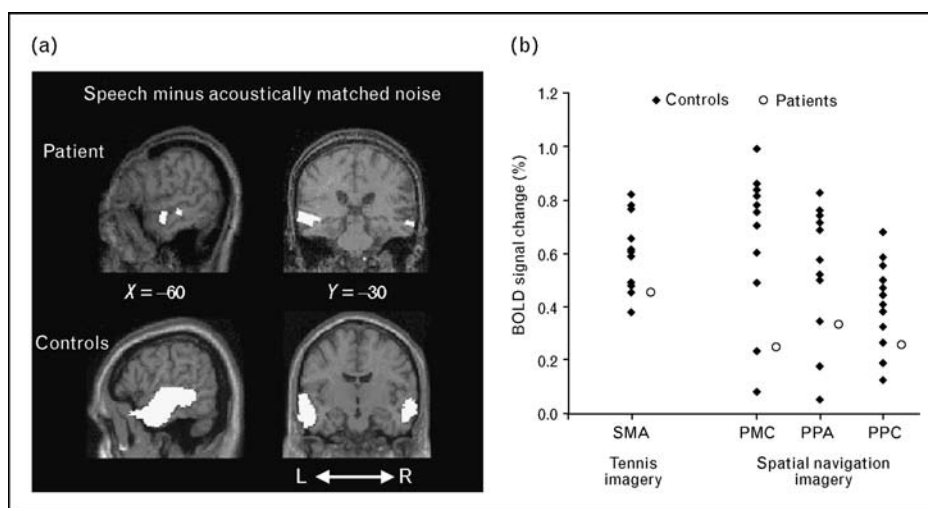 (a)
Speech minus acoustically matched noise
Patient
X = –60
Y = –30
Controls
L R
(b)
Controls Patients
BOLD signal change (%)
1.2
1.0
0.8
0.6
0.4
0.2
0.0
SMA PMC PPA PPC
Tennis Spatial navigation
imagery imagery